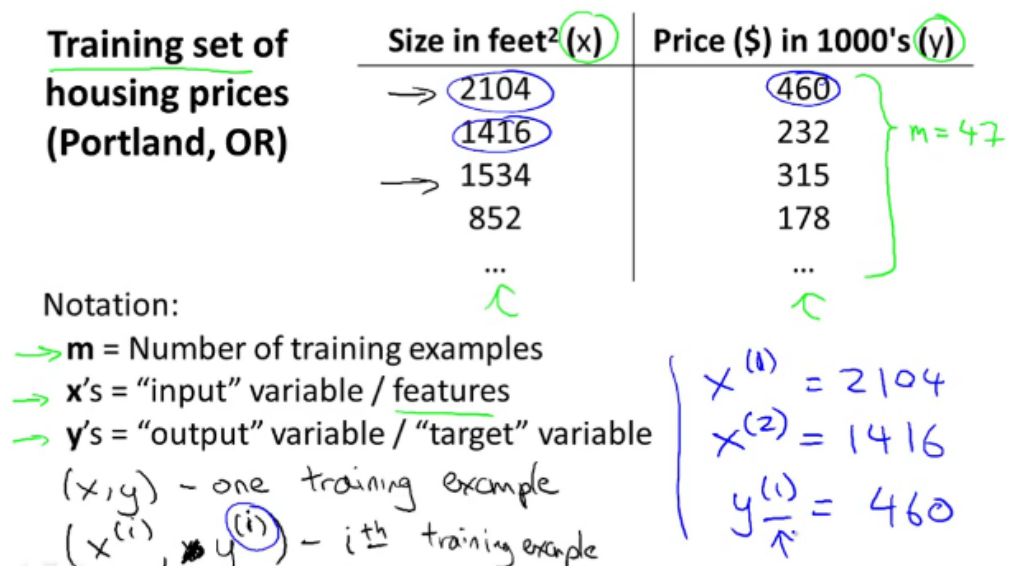 Training set of
housing prices
(Portland, OR)
Size in feet² (x) Price ($) in 1000's (y)
2104 460
1416 232
1534 315
852 178
... ...
m = 47
Notation:
m = Number of training examples
x's = “input” variable / features
y's = “output” variable / “target” variable
(x,y) - one training example
(x^(i), y^(i)) - i^th training example
x^(1) = 2104
x^(2) = 1416
y^(1) = 460